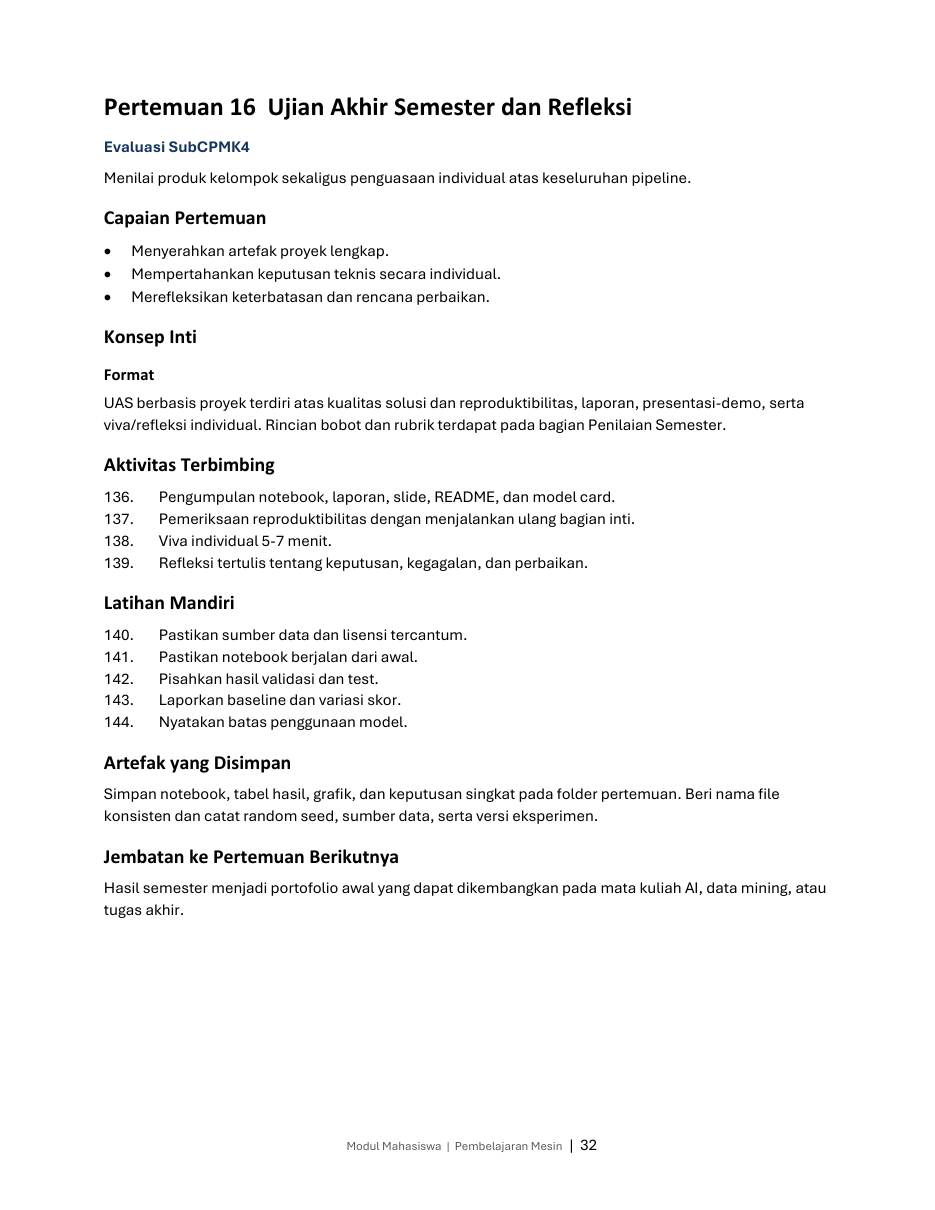 Pertemuan 16  Ujian Akhir Semester dan Refleksi
Evaluasi SubCPMK4
Menilai produk kelompok sekaligus penguasaan individual atas keseluruhan pipeline.
Capaian Pertemuan
• Menyerahkan artefak proyek lengkap.
• Mempertahankan keputusan teknis secara individual.
• Merefleksikan keterbatasan dan rencana perbaikan.
Konsep Inti
Format
UAS berbasis proyek terdiri atas kualitas solusi dan reproduktibilitas, laporan, presentasi-demo, serta
viva/refleksi individual. Rincian bobot dan rubrik terdapat pada bagian Penilaian Semester.
Aktivitas Terbimbing
136. Pengumpulan notebook, laporan, slide, README, dan model card.
137. Pemeriksaan reproduktibilitas dengan menjalankan ulang bagian inti.
138. Viva individual 5-7 menit.
139. Refleksi tertulis tentang keputusan, kegagalan, dan perbaikan.
Latihan Mandiri
140. Pastikan sumber data dan lisensi tercantum.
141. Pastikan notebook berjalan dari awal.
142. Pisahkan hasil validasi dan test.
143. Laporkan baseline dan variasi skor.
144. Nyatakan batas penggunaan model.
Artefak yang Disimpan
Simpan notebook, tabel hasil, grafik, dan keputusan singkat pada folder pertemuan. Beri nama file
konsisten dan catat random seed, sumber data, serta versi eksperimen.
Jembatan ke Pertemuan Berikutnya
Hasil semester menjadi portofolio awal yang dapat dikembangkan pada mata kuliah AI, data mining, atau
tugas akhir.
Modul Mahasiswa | Pembelajaran Mesin | 32